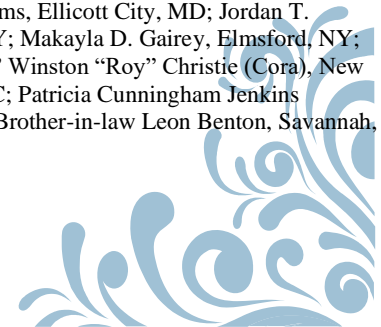 ms, Ellicott City, MD; Jordan T.
Y; Makayla D. Gairey, Elmsford, NY;
” Winston “Roy” Christie (Cora), New
C; Patricia Cunningham Jenkins
Brother-in-law Leon Benton, Savannah,